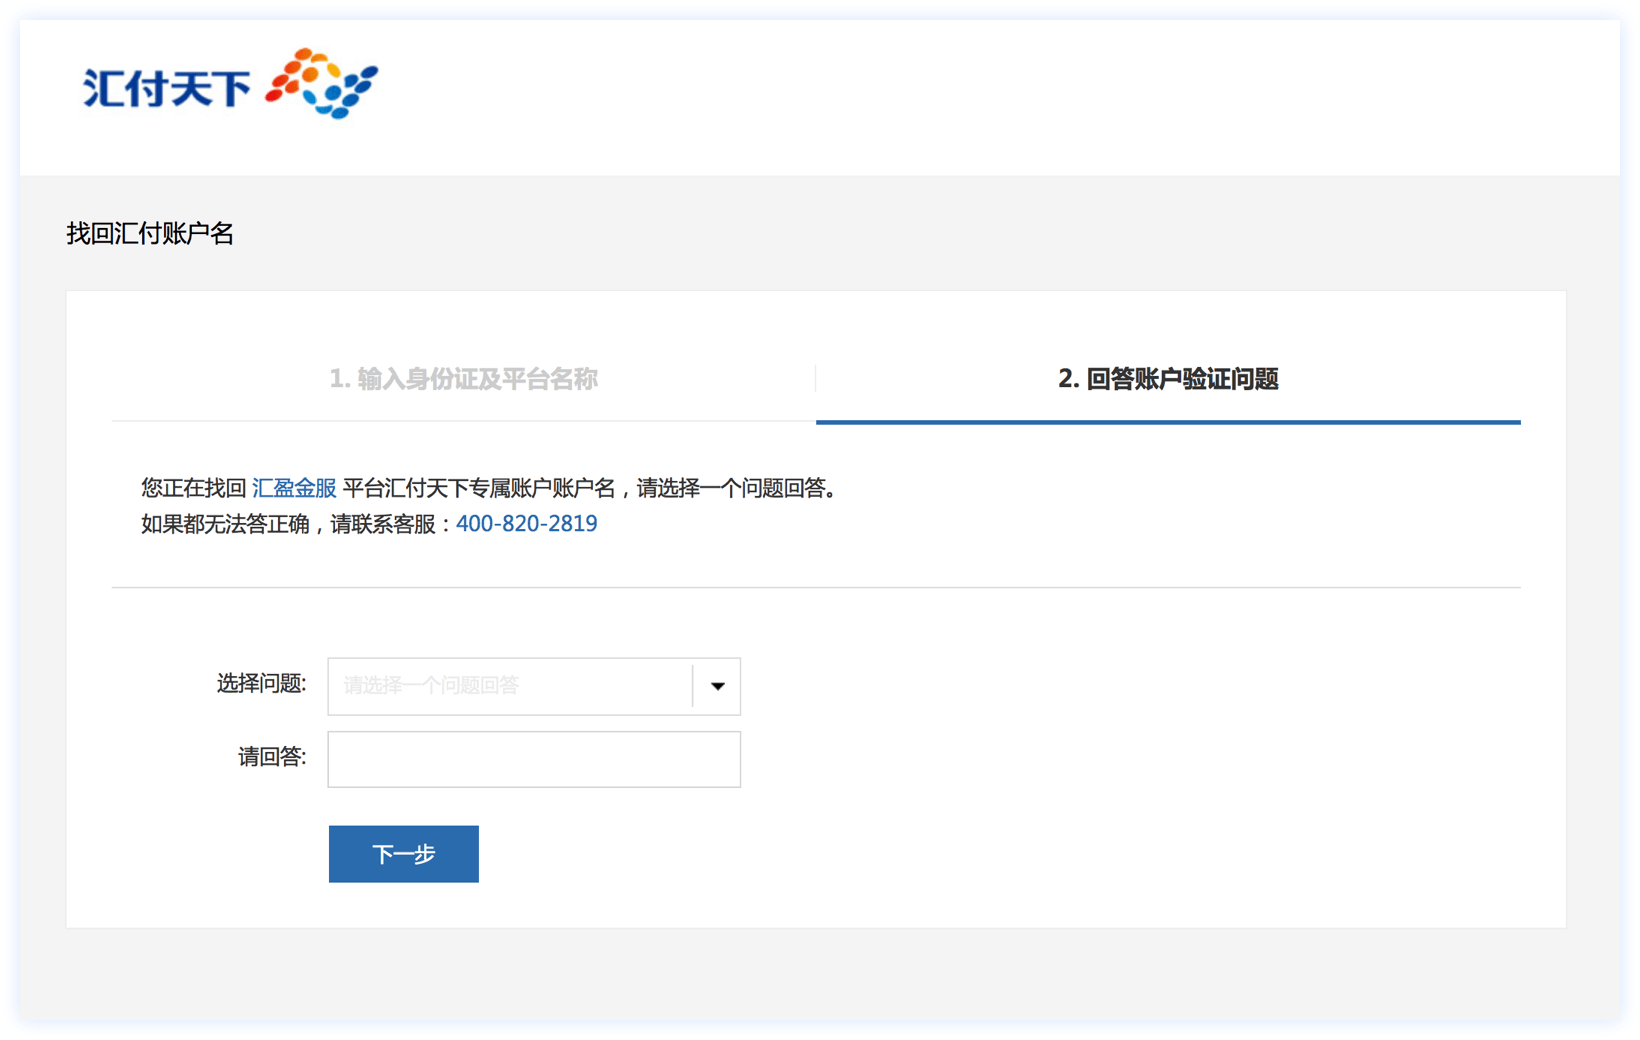 汇付天下
找回汇付账户名
1. 输入身份证及平台名称
2. 回答账户验证问题
您正在找回 汇盈金服 平台汇付天下专属账户账户名，请选择一个问题回答。
如果都无法答正确，请联系客服：400-820-2819
选择问题:
请选择一个问题回答
请回答:
下一步